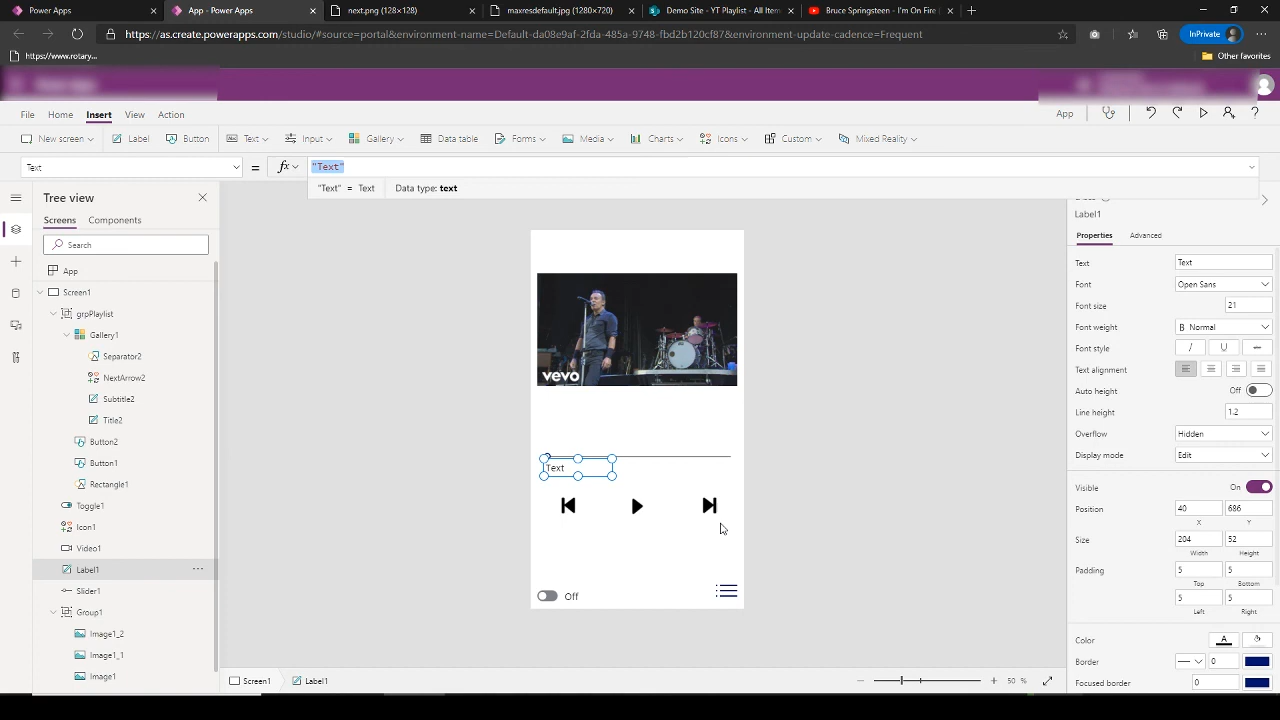 Power Apps
App - Power Apps
next.png (128×128)
maxresdefault.jpg (1280×720)
Demo Site - YT Playlist - All Item
Bruce Springsteen - I'm On Fire (
https://as.create.powerapps.com/studio/#source=portal&environment-name=Default-da08e9af-2fda-485a-9748-fbd2b120cf87&environment-update-cadence=Frequent
InPrivate
https://www.rotary...
Other favorites
File Home Insert View Action
App
New screen Label Button Text Input Gallery Data table Forms Media Charts Icons Custom Mixed Reality
Text = fx "Text"
"Text" = Text Data type: text
Tree view
Screens Components
Search
App
Screen1
grpPlaylist
Gallery1
Separator2
NextArrow2
Subtitle2
Title2
Button2
Button1
Rectangle1
Toggle1
Icon1
Video1
Label1
Slider1
Group1
Image1_2
Image1_1
Image1
vevo
Text
Off
Label1
Properties Advanced
Text Text
Font Open Sans
Font size 21
Font weight B Normal
Font style / U abc
Text alignment
Auto height Off
Line height 1.2
Overflow Hidden
Display mode Edit
Visible On
Position 40 686
X Y
Size 204 52
Width Height
Padding 5 5
Top Bottom
5 5
Left Right
Color A
Border 0
Focused border 0
Screen1 Label1
50 %